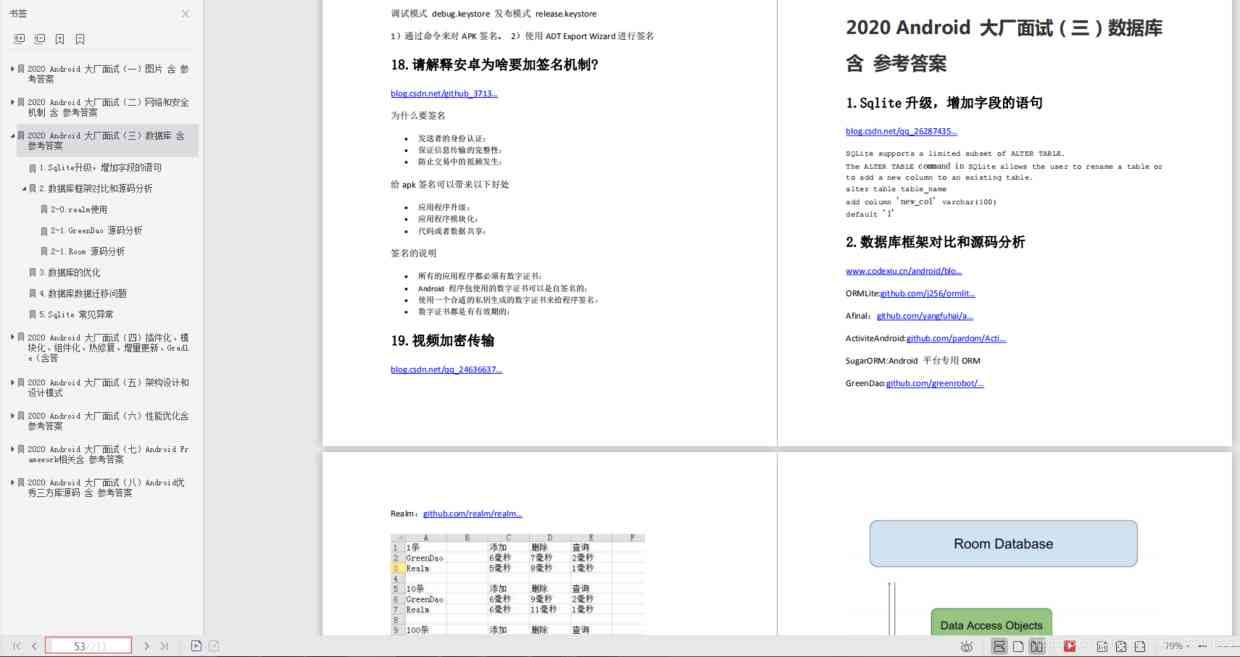 书签
2020 Android 大厂面试（一）图片 含 参
考答案
2020 Android 大厂面试（二）网络和安全
机制 含 参考答案
2020 Android 大厂面试（三）数据库 含
参考答案
1.Sqlite升级，增加字段的语句
2.数据库框架对比和源码分析
2-0.realm使用
2-1.GreenDao 源码分析
2-1.Room 源码分析
3.数据库的优化
4.数据库数据迁移问题
5.Sqlite 常见异常
2020 Android 大厂面试（四）插件化、模
块化、组件化、热修复、增量更新、Gradl
e（含答
2020 Android 大厂面试（五）架构设计和
设计模式
2020 Android 大厂面试（六）性能优化含
参考答案
2020 Android 大厂面试（七）Android Fr
amework相关含 参考答案
2020 Android 大厂面试（八）Android优
秀三方库源码 含 参考答案
调试模式 debug.keystore 发布模式 release.keystore
1）通过命令来对 APK 签名。 2）使用 ADT Export Wizard 进行签名
18.请解释安卓为啥要加签名机制?
blog.csdn.net/github_3713...
为什么要签名
发送者的身份认证;
保证信息传输的完整性;
防止交易中的抵赖发生;
给 apk 签名可以带来以下好处
应用程序升级;
应用程序模块化;
代码或者数据共享;
签名的说明
所有的应用程序都必须有数字证书;
Android 程序包使用的数字证书可以是自签名的;
使用一个合适的私钥生成的数字证书来给程序签名;
数字证书都是有有效期的;
19.视频加密传输
blog.csdn.net/qq_24636637...
2020 Android 大厂面试（三）数据库
含 参考答案
1.Sqlite 升级，增加字段的语句
blog.csdn.net/qq_26287435...
SQLite supports a limited subset of ALTER TABLE.
The ALTER TABLE command in SQLite allows the user to rename a table or
to add a new column to an existing table.
alter table table_name
add column 'new_col' varchar(100)
default '1'
2.数据库框架对比和源码分析
www.codexiu.cn/android/blo...
ORMLite:github.com/j256/ormlit...
Afinal：github.com/yangfuhai/a...
ActiviteAndroid:github.com/pardom/Acti...
SugarORM:Android 平台专用 ORM
GreenDao:github.com/greenrobot/...
Realm：github.com/realm/realm...
A B C D E F
1 1条 添加 删除 查询
2 GreenDao 6毫秒 7毫秒 2毫秒
3 Realm 5毫秒 8毫秒 1毫秒
4
5 10条 添加 删除 查询
6 GreenDao 6毫秒 9毫秒 2毫秒
7 Realm 6毫秒 11毫秒 1毫秒
8
9 100条 添加 删除 查询
Room Database
Data Access Objects
79%